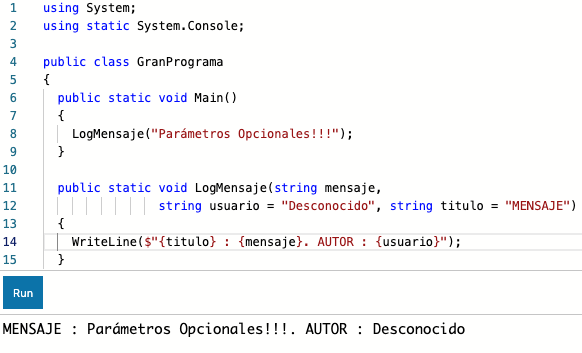 1 using System;
2 using static System.Console;
3
4 public class GranPrograma
5 {
6 public static void Main()
7 {
8 LogMensaje("Parámetros Opcionales!!!");
9 }
10
11 public static void LogMensaje(string mensaje,
12 string usuario = "Desconocido", string titulo = "MENSAJE")
13 {
14 WriteLine($"{titulo} : {mensaje}. AUTOR : {usuario}");
15 }
Run
MENSAJE : Parámetros Opcionales!!!. AUTOR : Desconocido